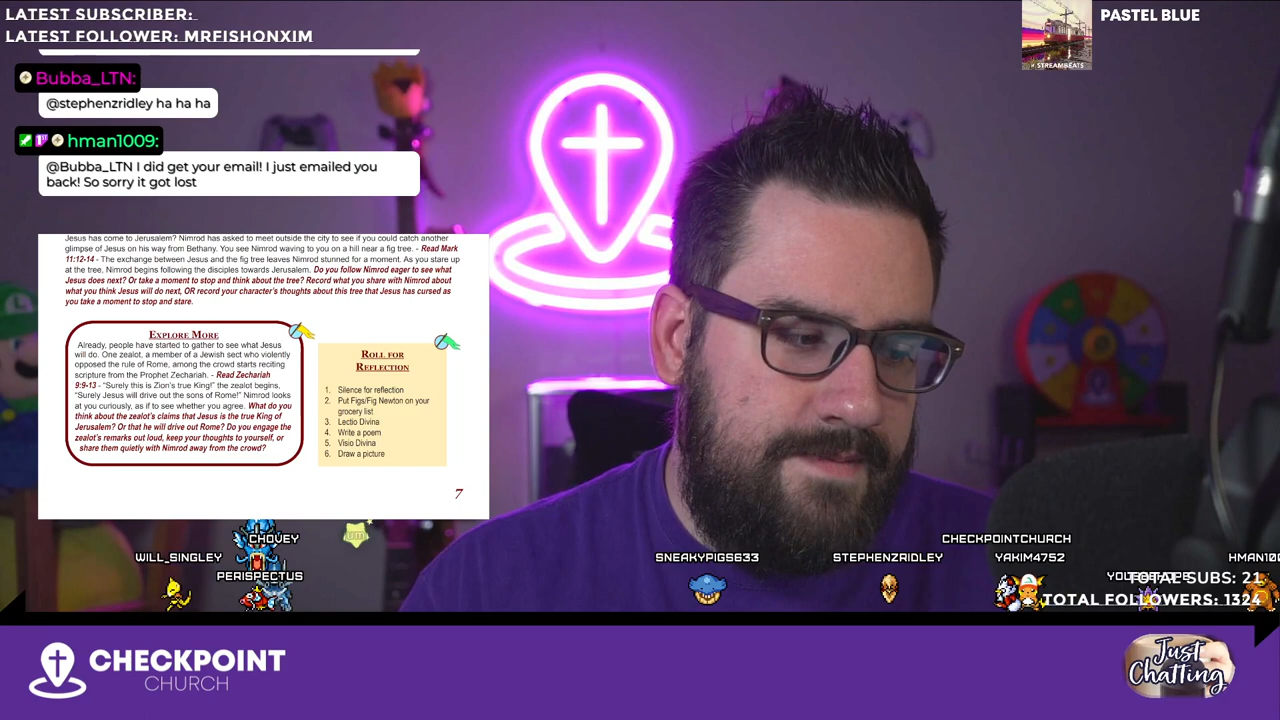 LATEST SUBSCRIBER:
LATEST FOLLOWER: MRFISHONXIM
PASTEL BLUE
STREAMBEATS
Bubba_LTN:
@stephenzridley ha ha ha
hman1009:
@Bubba_LTN I did get your email! I just emailed you
back! So sorry it got lost
Jesus has come to Jerusalem? Nimrod has asked to meet outside the city to see if you could catch another
glimpse of Jesus on his way from Bethany. You see Nimrod waving to you on a hill near a fig tree. - Read Mark
11:12-14 - The exchange between Jesus and the fig tree leaves Nimrod stunned for a moment. As you stare up
at the tree, Nimrod begins following the disciples towards Jerusalem. Do you follow Nimrod eager to see what
Jesus does next? Or take a moment to stop and think about the tree? Record what you share with Nimrod about
what you think Jesus will do next, OR record your character's thoughts about this tree that Jesus has cursed as
you take a moment to stop and stare.
Explore More
Already, people have started to gather to see what Jesus
will do. One zealot, a member of a Jewish sect who violently
opposed the rule of Rome, among the crowd starts reciting
scripture from the Prophet Zechariah. - Read Zechariah
9:9-13 - "Surely this is Zion's true King!" the zealot begins,
"Surely Jesus will drive out the sons of Rome!" Nimrod looks
at you curiously, as if to see whether you agree. What do you
think about the zealot's claims that Jesus is the true King of
Jerusalem? Or that he will drive out Rome? Do you engage the
zealot's remarks out loud, keep your thoughts to yourself, or
share them quietly with Nimrod away from the crowd?
Roll for
Reflection
1. Silence for reflection
2. Put Figs/Fig Newton on your
grocery list
3. Lectio Divina
4. Write a poem
5. Visio Divina
6. Draw a picture
7
CHOVEY
WILL_SINGLEY
PERISPECTUS
SNEAKYPIGS633
STEPHENZRIDLEY
CHECKPOINTCHURCH
YAKIM4752
TOTAL SUBS: 21
TOTAL FOLLOWERS: 1324
CHECKPOINT
CHURCH
Just
Chatting